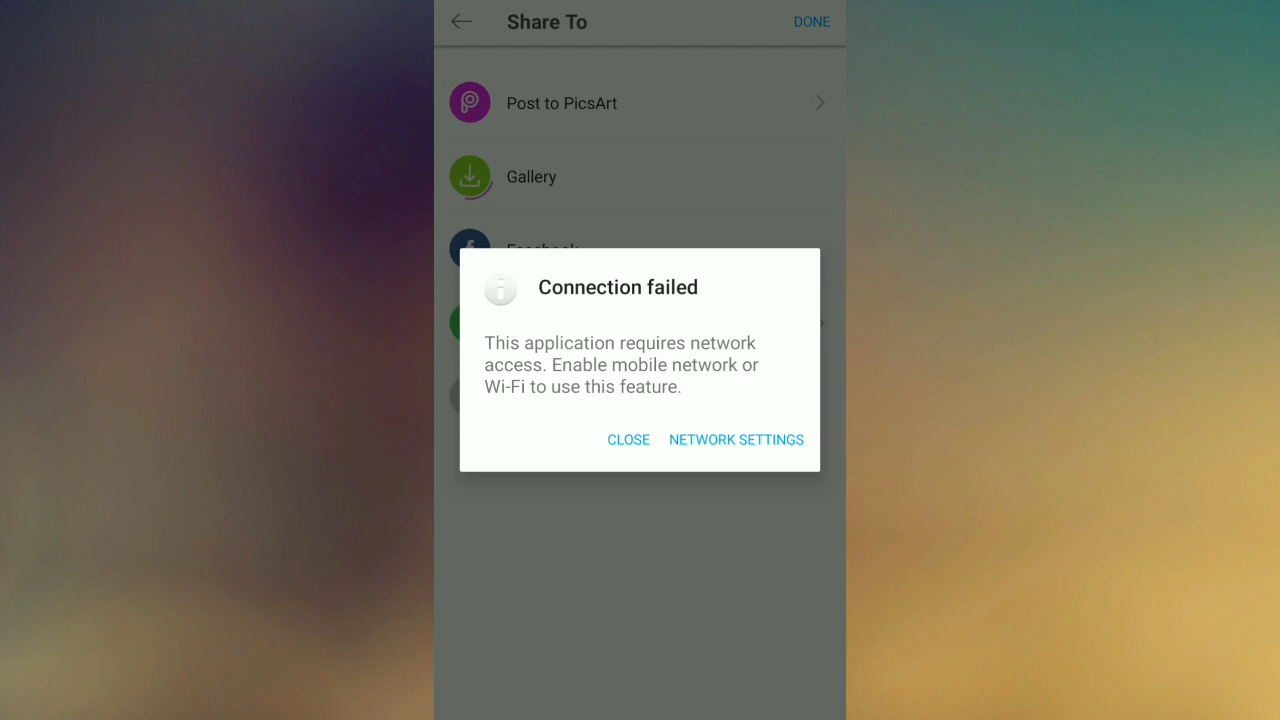 Share To
DONE
Post to PicsArt
Gallery
Facebook
Connection failed
This application requires network
access. Enable mobile network or
Wi-Fi to use this feature.
CLOSE NETWORK SETTINGS